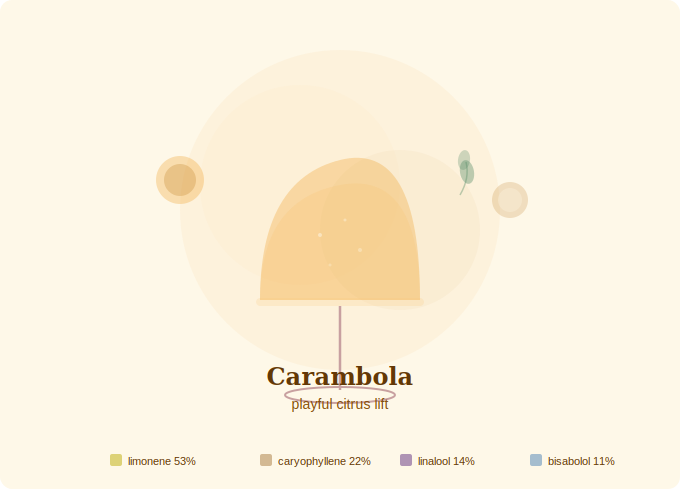 Carambola
playful citrus lift
limonene 53% caryophyllene 22% linalool 14% bisabolol 11%